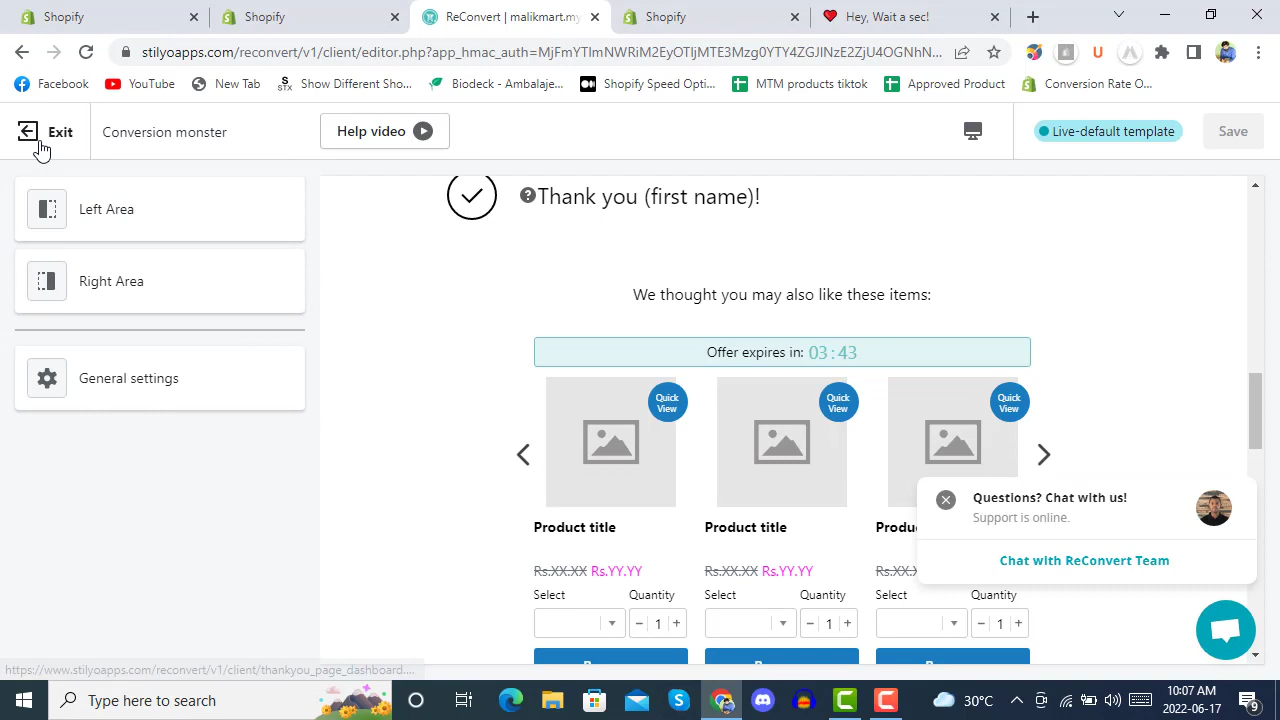 Shopify
Shopify
ReConvert | malikmart.my
Shopify
Hey, Wait a sec!
stilyoapps.com/reconvert/v1/client/editor.php?app_hmac_auth=MjFmYTlmNWRiM2EyOTljMTE3Mzg0YTY4ZGJlNzE2ZjU4OGNhN...
Facebook
YouTube
New Tab
STX
Show Different Sho...
Biodeck - Ambalaje...
Shopify Speed Opti...
MTM products tiktok
Approved Product
Conversion Rate O...
Exit
Conversion monster
Help video
Live-default template
Save
Left Area
Right Area
General settings
Thank you (first name)!
We thought you may also like these items:
Offer expires in: 03:43
Quick View
Quick View
Quick View
Product title
Product title
Produ
Rs.XX.XX Rs.YY.YY
Rs.XX.XX Rs.YY.YY
Rs.XX.X
Select Quantity
Select Quantity
Select Quantity
1
1
1
Questions? Chat with us!
Support is online.
Chat with ReConvert Team
https://www.stilyoapps.com/reconvert/v1/client/thankyou_page_dashboard....
Type here to search
30°C
10:07 AM
2022-06-17
9